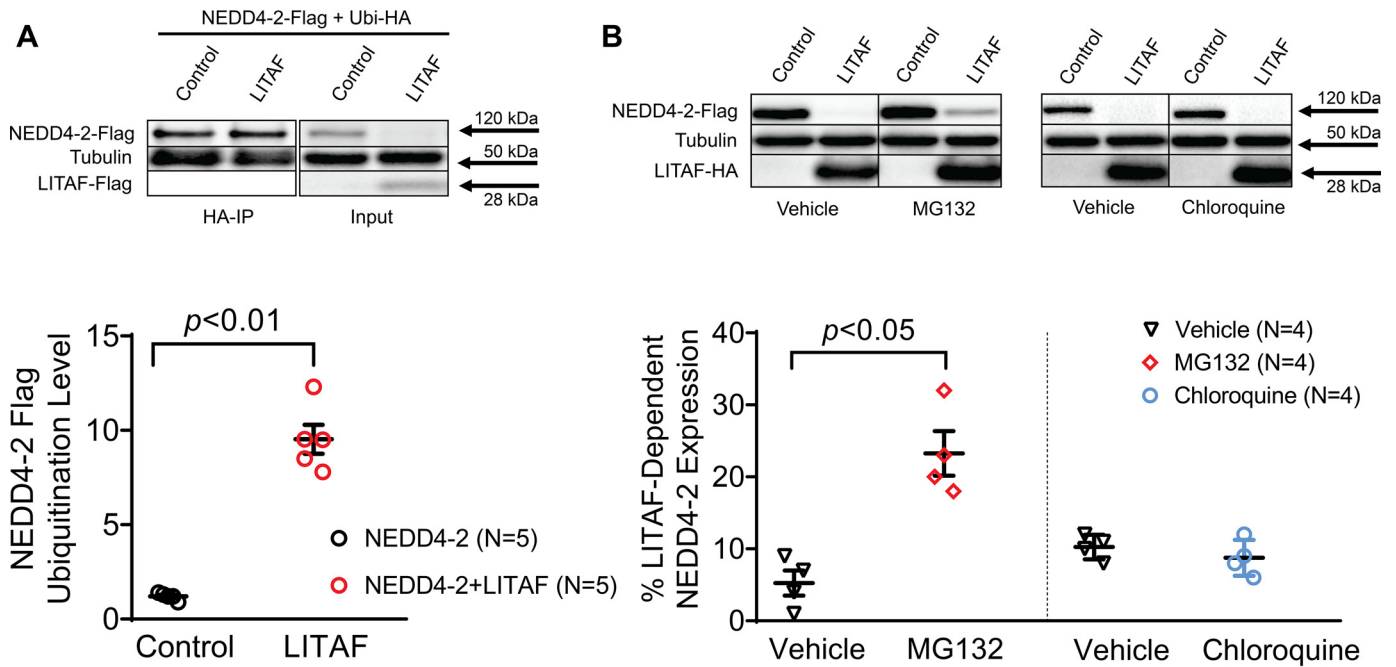 A
NEDD4-2-Flag + Ubi-HA
Control
LITAF
Control
LITAF
NEDD4-2-Flag
120 kDa
Tubulin
50 kDa
LITAF-Flag
28 kDa
HA-IP
Input
NEDD4-2 Flag
Ubiquitination Level
15
10
5
0
p<0.01
NEDD4-2 (N=5)
NEDD4-2+LITAF (N=5)
Control
LITAF
B
Control
LITAF
Control
LITAF
Control
LITAF
Control
LITAF
NEDD4-2-Flag
120 kDa
Tubulin
50 kDa
LITAF-HA
28 kDa
Vehicle
MG132
Vehicle
Chloroquine
% LITAF-Dependent
NEDD4-2 Expression
40
30
20
10
0
p<0.05
Vehicle (N=4)
MG132 (N=4)
Chloroquine (N=4)
Vehicle
MG132
Vehicle
Chloroquine